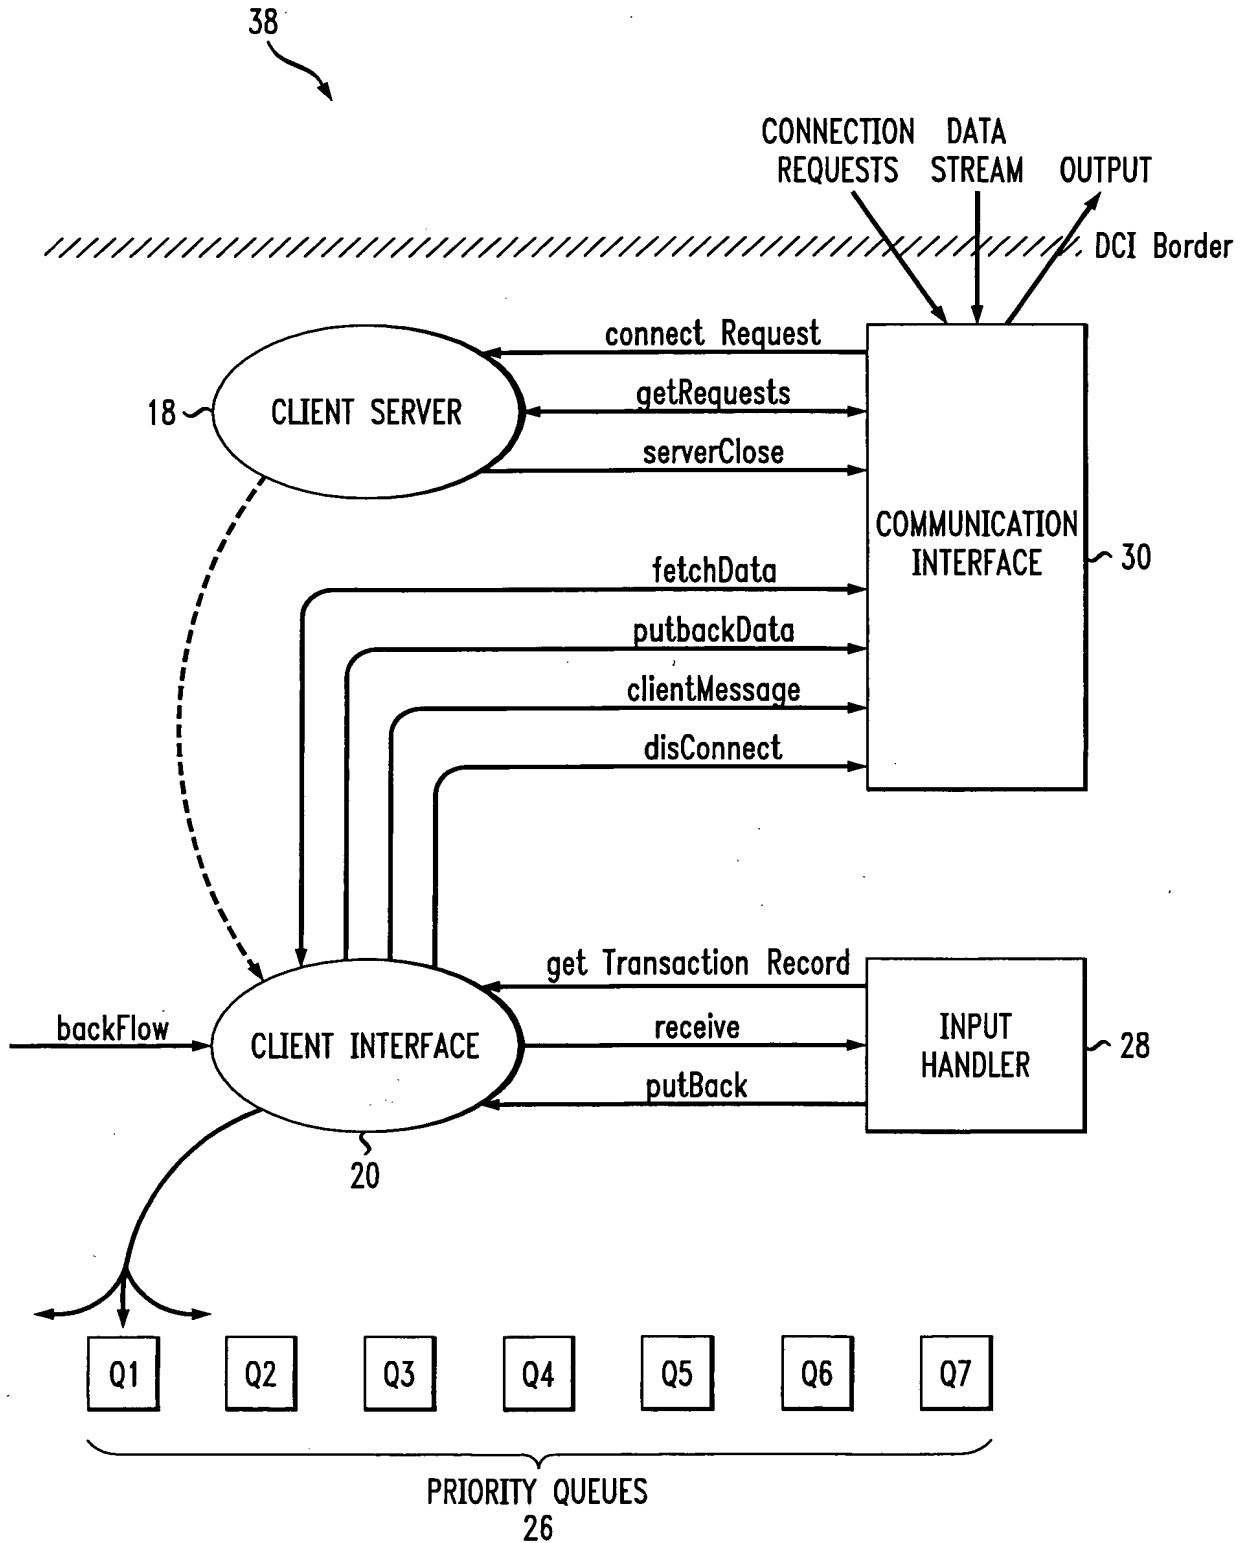 38
CONNECTION REQUESTS
DATA STREAM
OUTPUT
DCI Border
connect Request
getRequests
serverClose
18
CLIENT SERVER
COMMUNICATION
INTERFACE
30
fetchData
putbackData
clientMessage
disConnect
get Transaction Record
receive
putBack
backFlow
CLIENT INTERFACE
20
INPUT
HANDLER
28
Q1
Q2
Q3
Q4
Q5
Q6
Q7
PRIORITY QUEUES
26